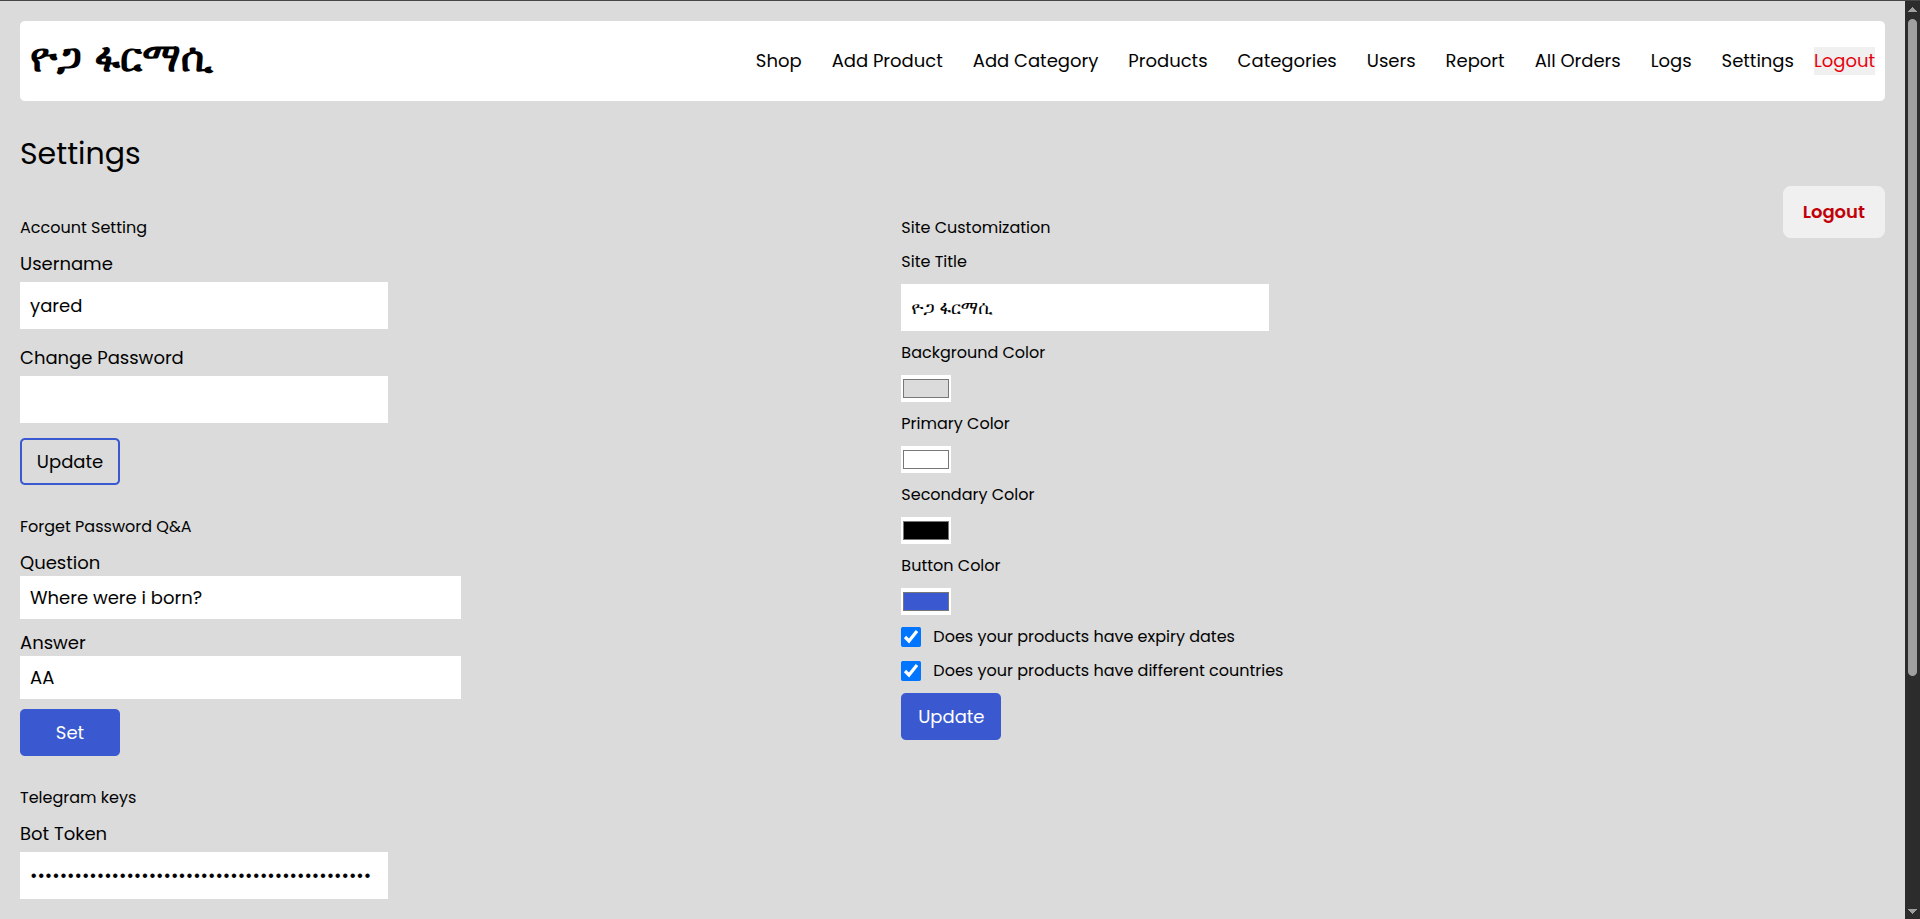 ዮጋ ፋርማሲ
Shop Add Product Add Category Products Categories Users Report All Orders Logs Settings Logout
Settings
Logout
Account Setting
Username
yared
Change Password
Update
Forget Password Q&A
Question
Where were i born?
Answer
AA
Set
Telegram keys
Bot Token
Site Customization
Site Title
ዮጋ ፋርማሲ
Background Color
Primary Color
Secondary Color
Button Color
Does your products have expiry dates
Does your products have different countries
Update